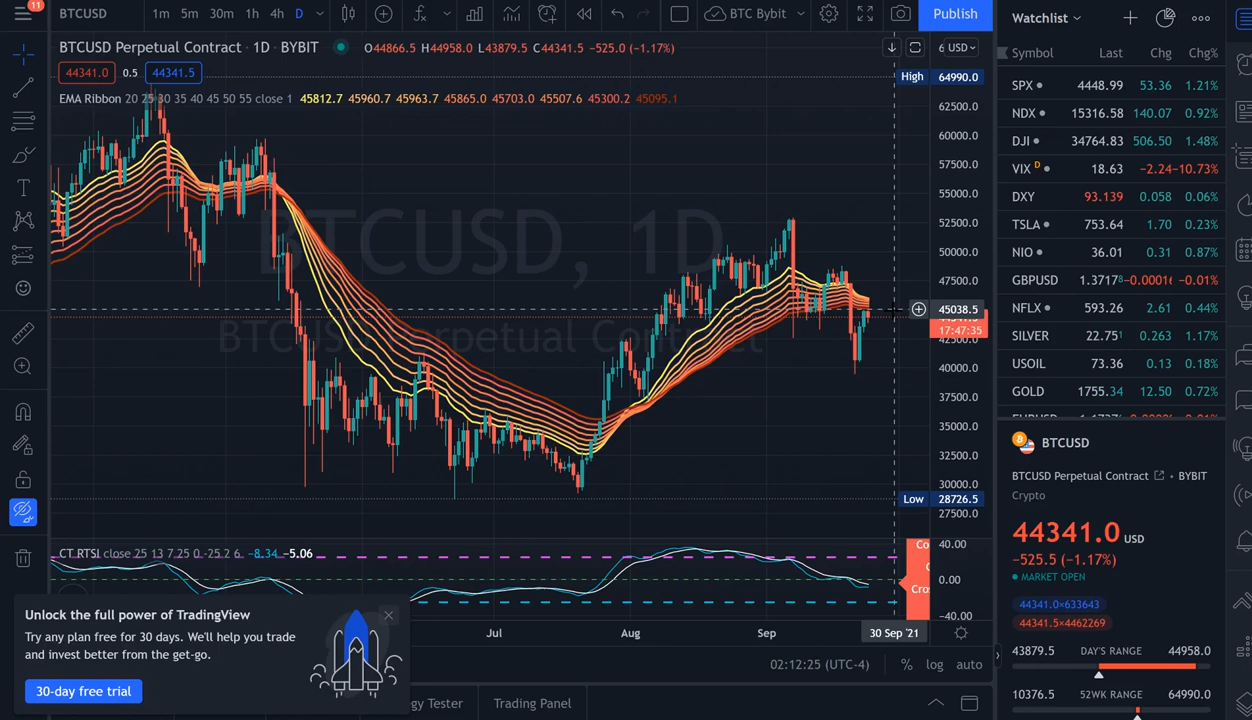 11
BTCUSD 1m 5m 30m 1h 4h D BTC Bybit Publish
BTCUSD Perpetual Contract · 1D · BYBIT O44866.5 H44958.0 L43879.5 C44341.5 −525.0 (−1.17%)
44341.0 0.5 44341.5
EMA Ribbon 20 25 30 35 40 45 50 55 close 1 45812.7 45960.7 45963.7 45865.0 45703.0 45507.6 45300.2 45095.1
BTCUSD, 1D
BTCUSD Perpetual Contract
USD
High 64990.0
62500.0
60000.0
57500.0
55000.0
52500.0
50000.0
47500.0
45038.5
17:47:35
42500.0
40000.0
37500.0
35000.0
32500.0
30000.0
Low 28726.5
27500.0
CT RTSI close 25 13 7.25 0 -25.2 6 −8.34 −5.06
40.00
0.00
−40.00
Jul Aug Sep 30 Sep '21
02:12:25 (UTC-4) % log auto
Unlock the full power of TradingView
Try any plan free for 30 days. We'll help you trade
and invest better from the get-go.
30-day free trial
Tester
Trading Panel
Watchlist
Symbol Last Chg Chg%
SPX 4448.99 53.36 1.21%
NDX 15316.58 140.07 0.92%
DJI 34764.83 506.50 1.48%
VIX D 18.63 −2.24 −10.73%
DXY 93.139 0.058 0.06%
TSLA 753.64 1.70 0.23%
NIO 36.01 0.31 0.87%
GBPUSD 1.37178 −0.00016 −0.01%
NFLX 593.26 2.61 0.44%
SILVER 22.751 0.263 1.17%
USOIL 73.36 0.13 0.18%
GOLD 1755.34 12.50 0.72%
BTCUSD
BTCUSD Perpetual Contract · BYBIT
Crypto
44341.0 USD
−525.5 (−1.17%)
MARKET OPEN
44341.0×633643
44341.5×4462269
43879.5 DAY'S RANGE 44958.0
10376.5 52WK RANGE 64990.0